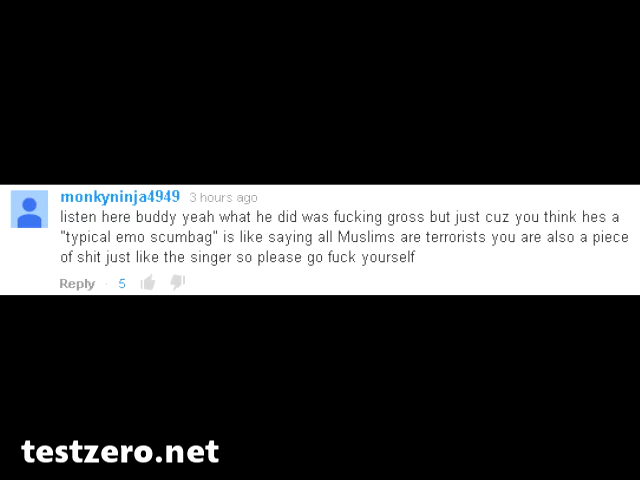 monkyninja4949 3 hours ago
listen here buddy yeah what he did was fucking gross but just cuz you think hes a
"typical emo scumbag" is like saying all Muslims are terrorists you are also a piece
of shit just like the singer so please go fuck yourself
Reply · 5
testzero.net